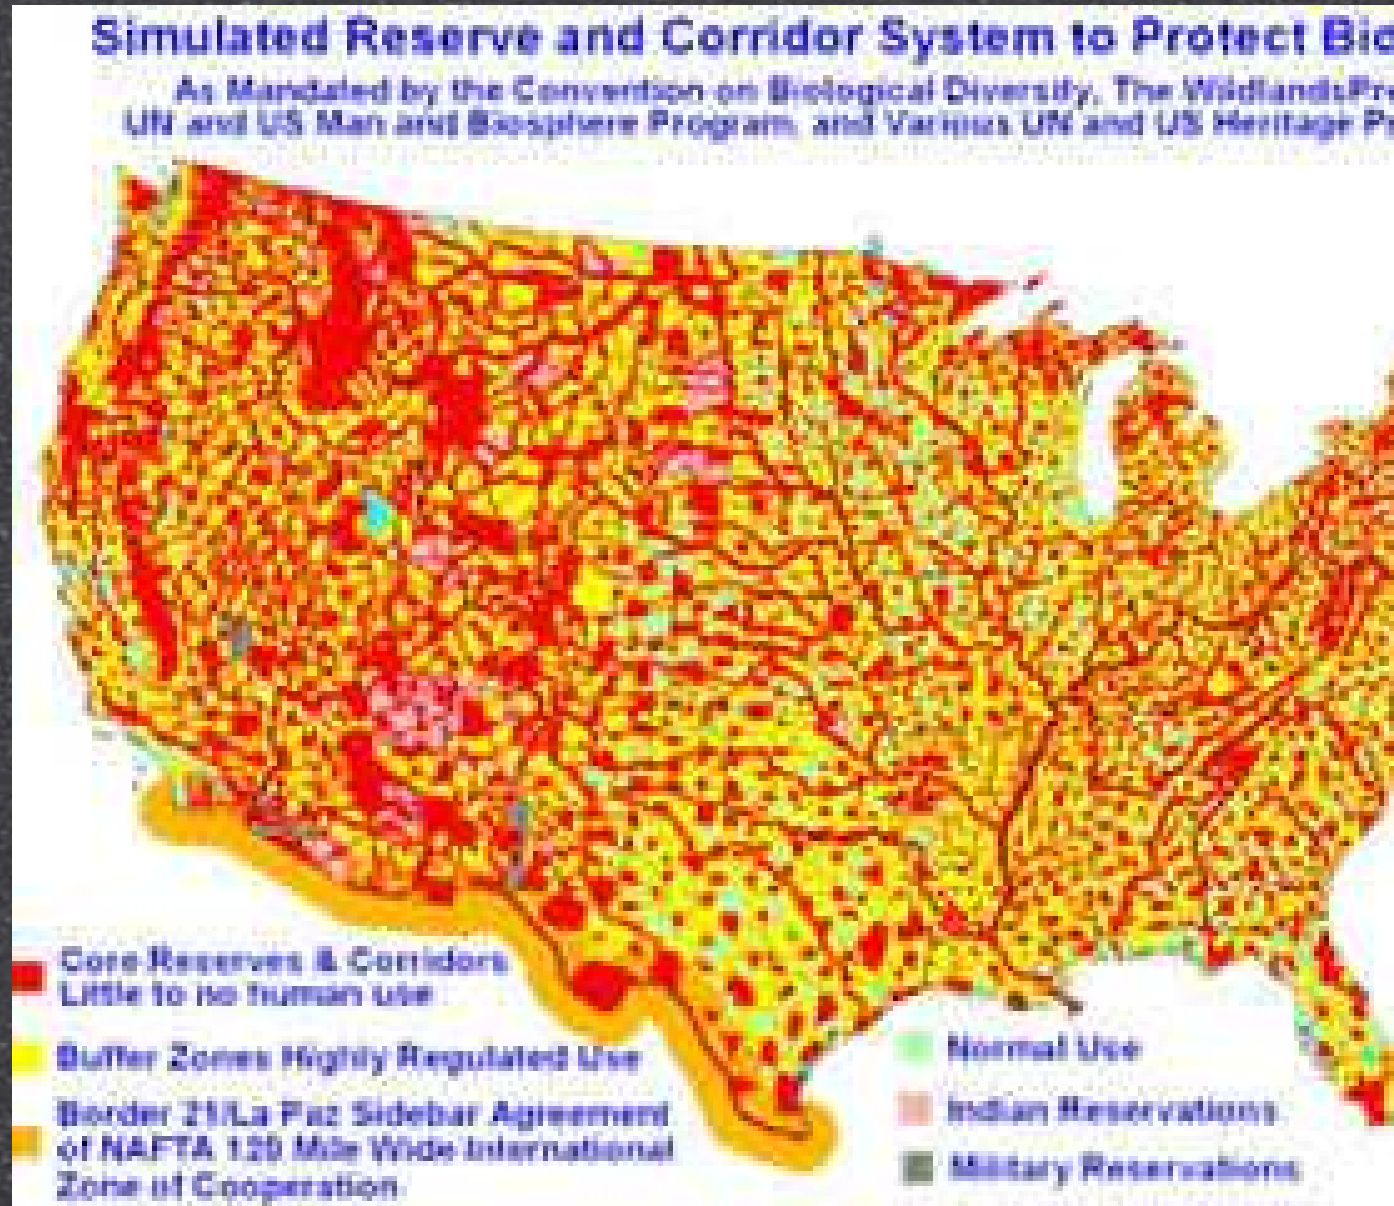 Simulated Reserve and Corridor System to Protect Bio
As Mandated by the Convention on Biological Diversity, The WildlandsPr
UN and US Man and Biosphere Program, and Various UN and US Heritage P
Core Reserves & Corridors
Little to no human use
Buffer Zones Highly Regulated Use
Border 21/La Paz Sidebar Agreement
of NAFTA 120 Mile Wide International
Zone of Cooperation
Normal Use
Indian Reservations
Military Reservations